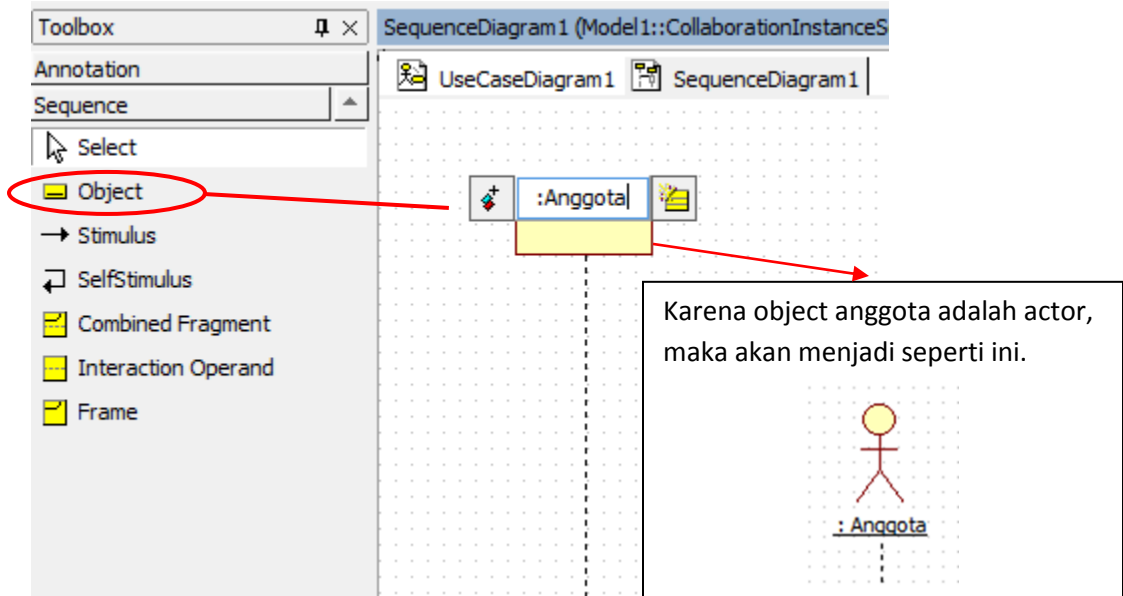 Toolbox
Annotation
Sequence
Select
Object
Stimulus
SelfStimulus
Combined Fragment
Interaction Operand
Frame
SequenceDiagram1 (Model1::CollaborationInstanceS
UseCaseDiagram1 SequenceDiagram1
:Anggota
Karena object anggota adalah actor,
maka akan menjadi seperti ini.
: Anggota